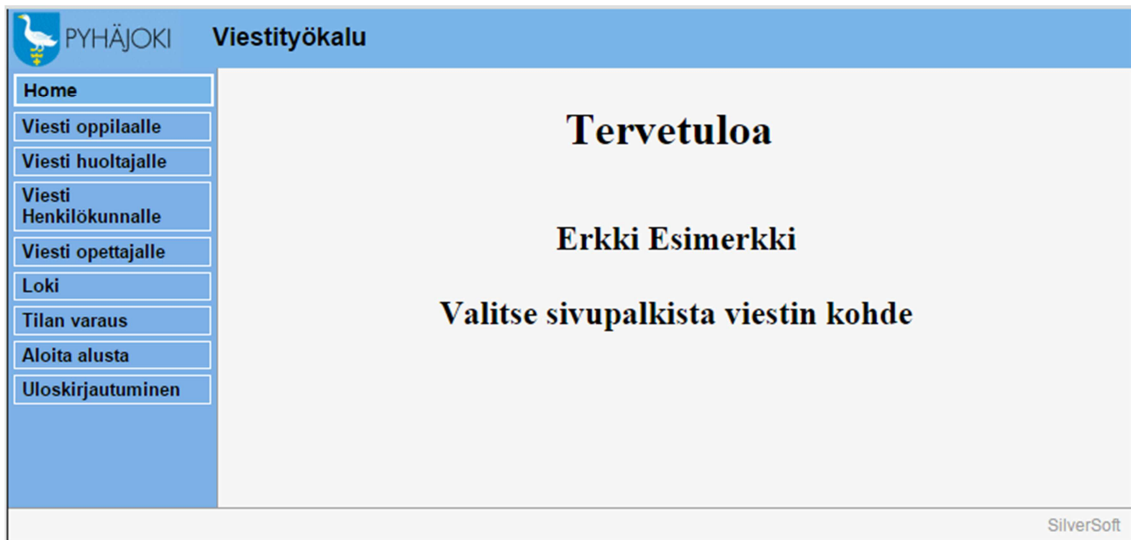 PYHÄJOKI
Viestityökalu
Home
Viesti oppilaalle
Viesti huoltajalle
Viesti
Henkilökunnalle
Viesti opettajalle
Loki
Tilan varaus
Aloita alusta
Uloskirjautuminen
Tervetuloa
Erkki Esimerkki
Valitse sivupalkista viestin kohde
SilverSoft